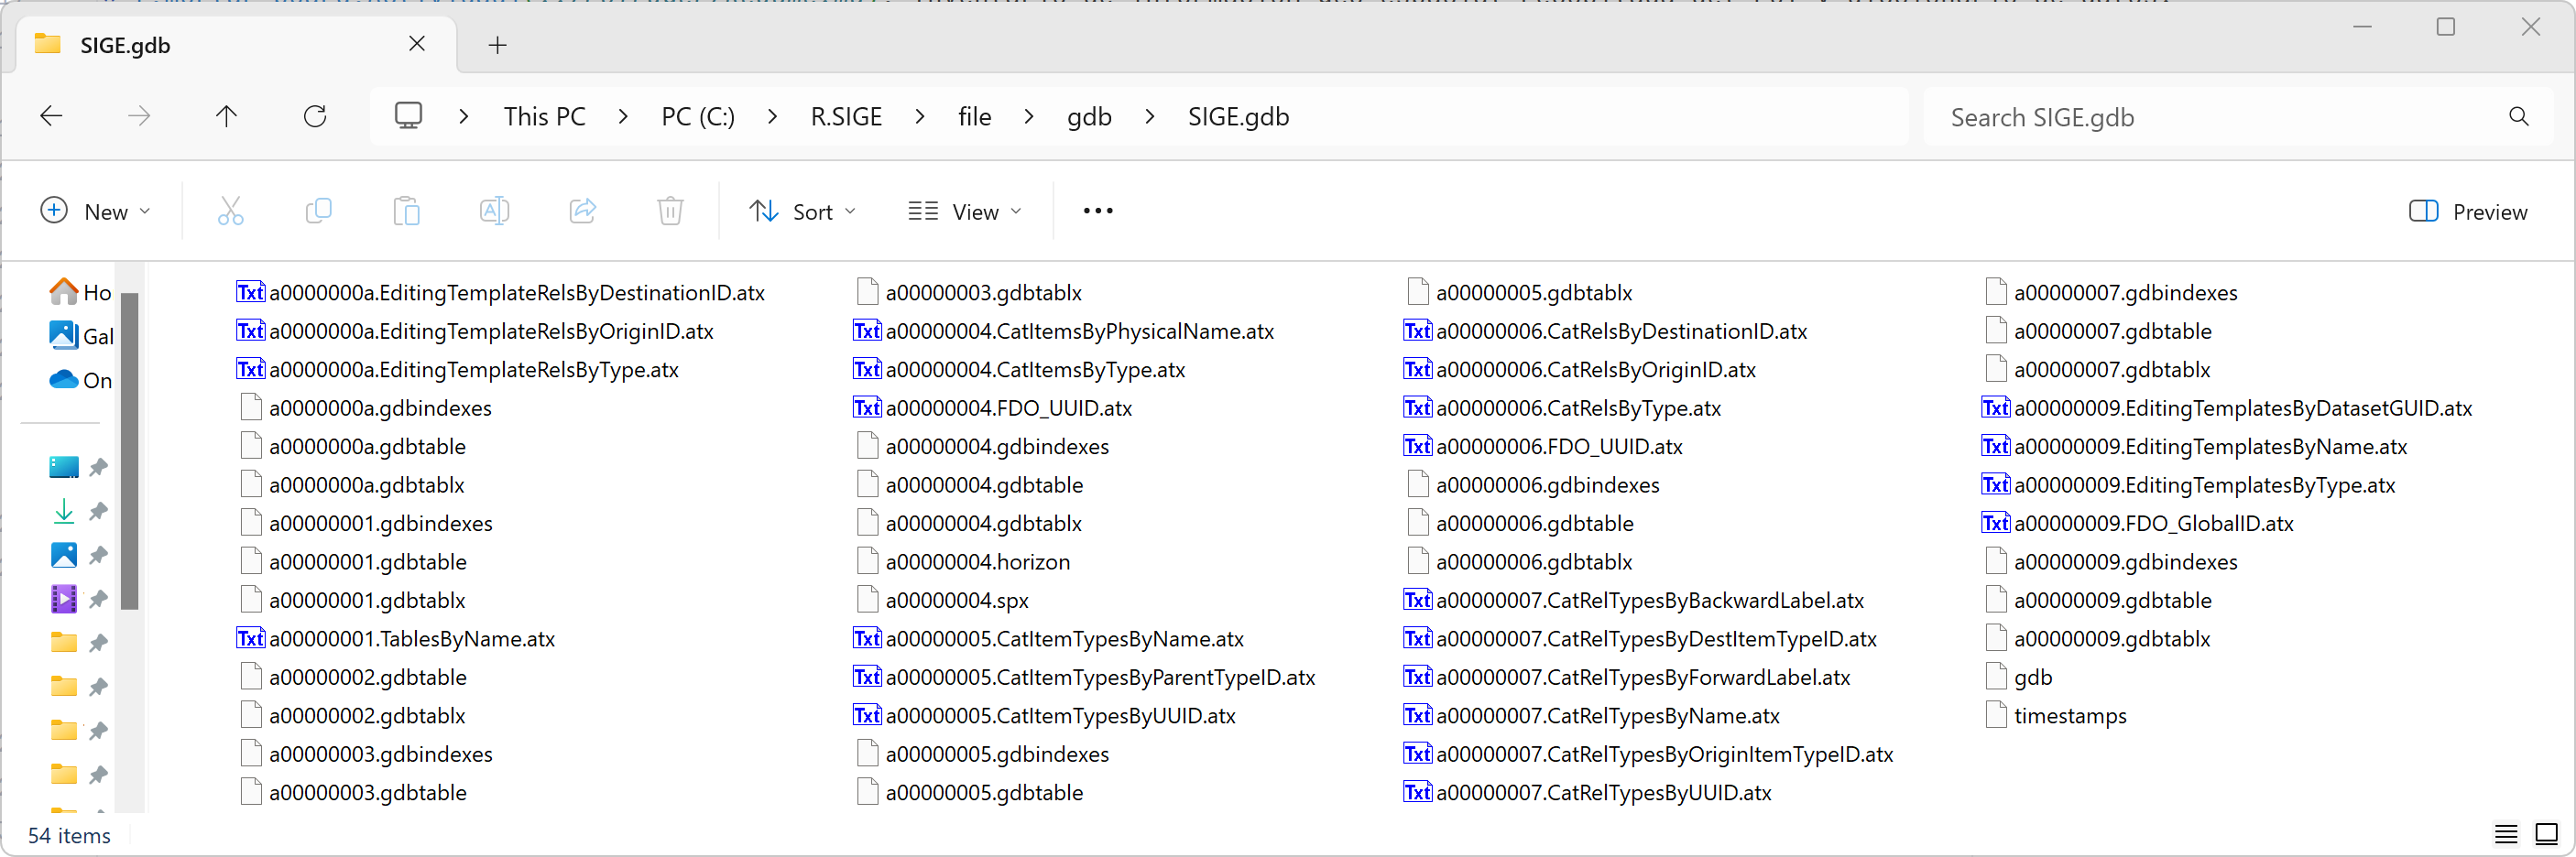 SIGE.gdb
This PC > PC (C:) > R.SIGE > file > gdb > SIGE.gdb
Search SIGE.gdb
New
Sort
View
Preview
Ho
Gal
On
Txt a0000000a.EditingTemplateRelsByDestinationID.atx
Txt a0000000a.EditingTemplateRelsByOriginID.atx
Txt a0000000a.EditingTemplateRelsByType.atx
a0000000a.gdbindexes
a0000000a.gdbtable
a0000000a.gdbtablx
a00000001.gdbindexes
a00000001.gdbtable
a00000001.gdbtablx
Txt a00000001.TablesByName.atx
a00000002.gdbtable
a00000002.gdbtablx
a00000003.gdbindexes
a00000003.gdbtable
a00000003.gdbtablx
Txt a00000004.CatItemsByPhysicalName.atx
Txt a00000004.CatItemsByType.atx
Txt a00000004.FDO_UUID.atx
a00000004.gdbindexes
a00000004.gdbtable
a00000004.gdbtablx
a00000004.horizon
a00000004.spx
Txt a00000005.CatItemTypesByName.atx
Txt a00000005.CatItemTypesByParentTypeID.atx
Txt a00000005.CatItemTypesByUUID.atx
a00000005.gdbindexes
a00000005.gdbtable
a00000005.gdbtablx
Txt a00000006.CatRelsByDestinationID.atx
Txt a00000006.CatRelsByOriginID.atx
Txt a00000006.CatRelsByType.atx
Txt a00000006.FDO_UUID.atx
a00000006.gdbindexes
a00000006.gdbtable
a00000006.gdbtablx
Txt a00000007.CatRelTypesByBackwardLabel.atx
Txt a00000007.CatRelTypesByDestItemTypeID.atx
Txt a00000007.CatRelTypesByForwardLabel.atx
Txt a00000007.CatRelTypesByName.atx
Txt a00000007.CatRelTypesByOriginItemTypeID.atx
Txt a00000007.CatRelTypesByUUID.atx
a00000007.gdbindexes
a00000007.gdbtable
a00000007.gdbtablx
Txt a00000009.EditingTemplatesByDatasetGUID.atx
Txt a00000009.EditingTemplatesByName.atx
Txt a00000009.EditingTemplatesByType.atx
Txt a00000009.FDO_GlobalID.atx
a00000009.gdbindexes
a00000009.gdbtable
a00000009.gdbtablx
gdb
timestamps
54 items